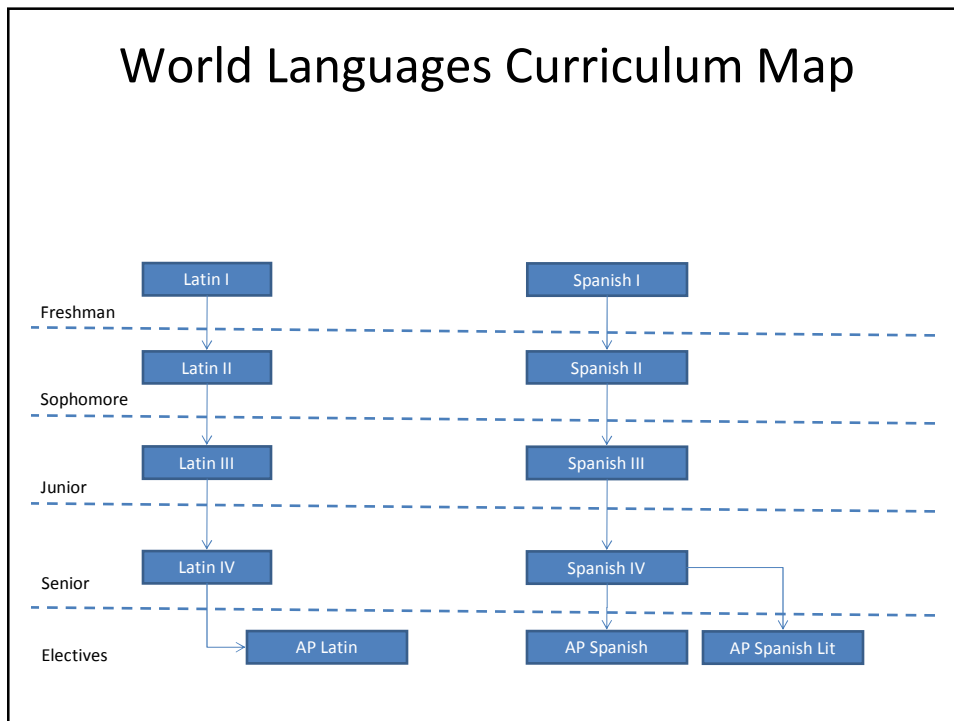 World Languages Curriculum Map
Latin I
Spanish I
Freshman
Latin II
Spanish II
Sophomore
Latin III
Spanish III
Junior
Latin IV
Spanish IV
Senior
AP Latin
AP Spanish
AP Spanish Lit
Electives